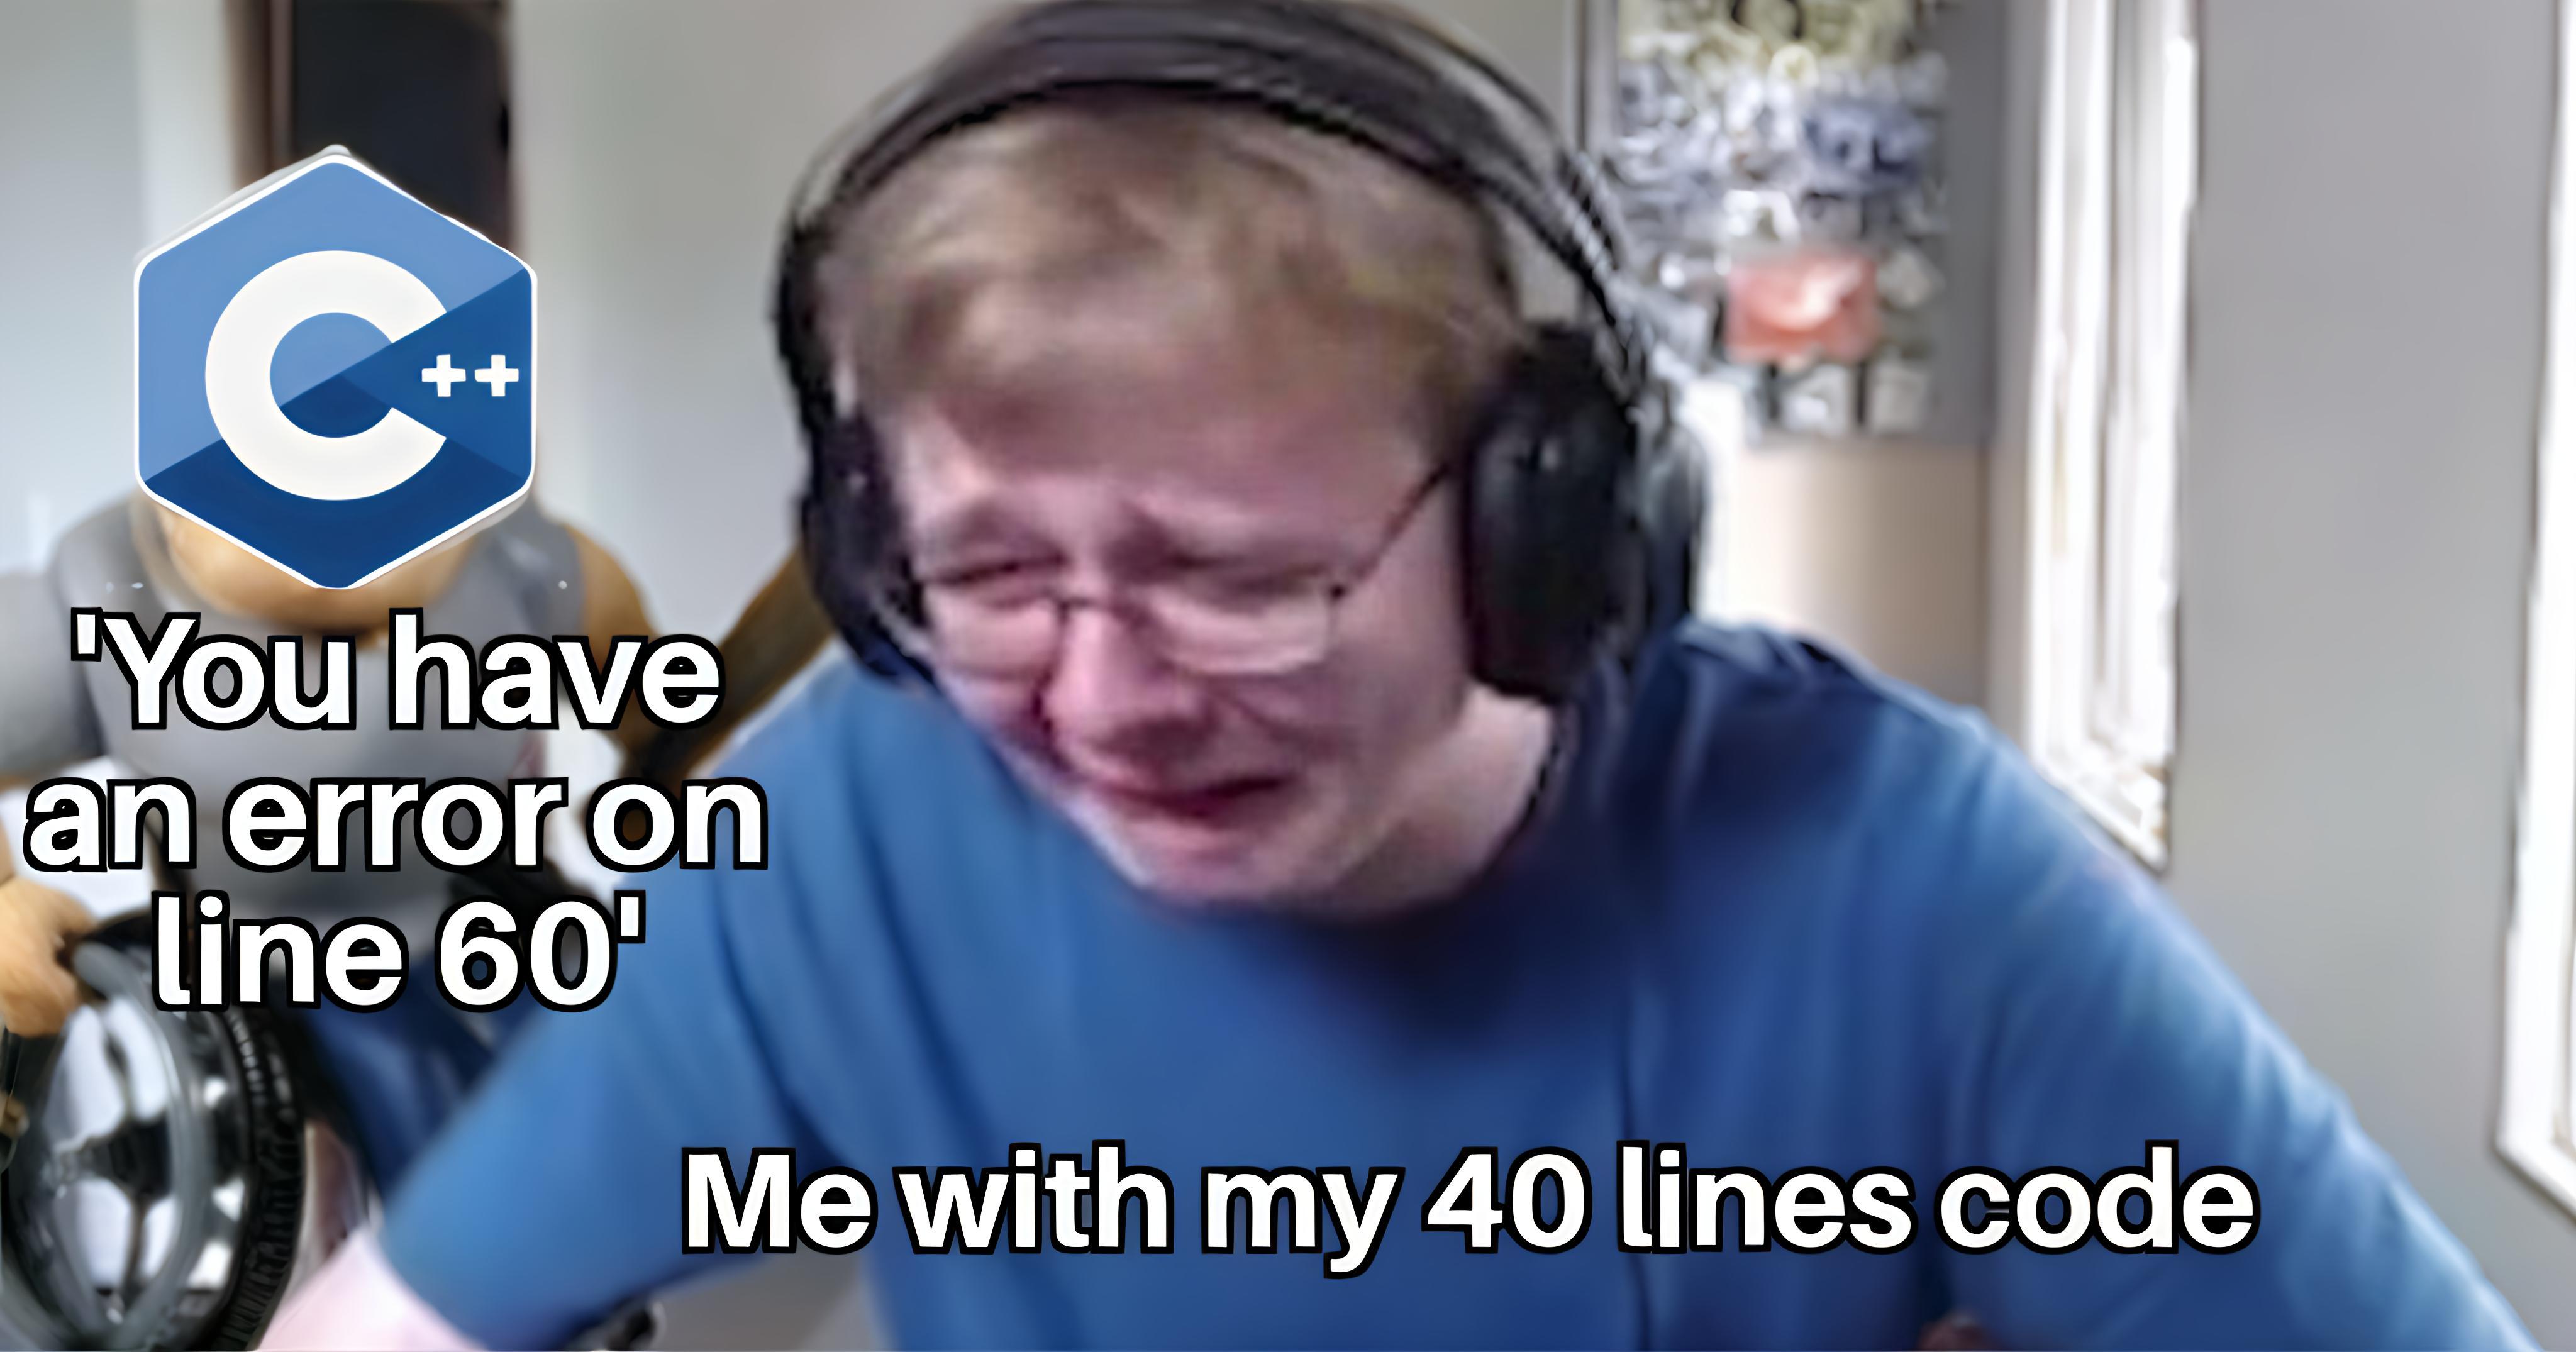 C++
'You have
an error on
line 60'
Me with my 40 lines code